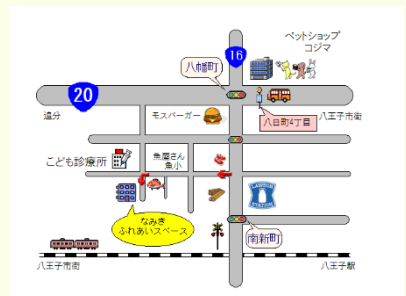 ペットショップ
コジマ
16
八幡町
20
追分
モスバーガー
八日町4丁目
八王子市街
こども診療所
魚屋さん
魚小
LAWSON
STATION
なみき
ふれあいスペース
南新町
八王子市街
八王子駅